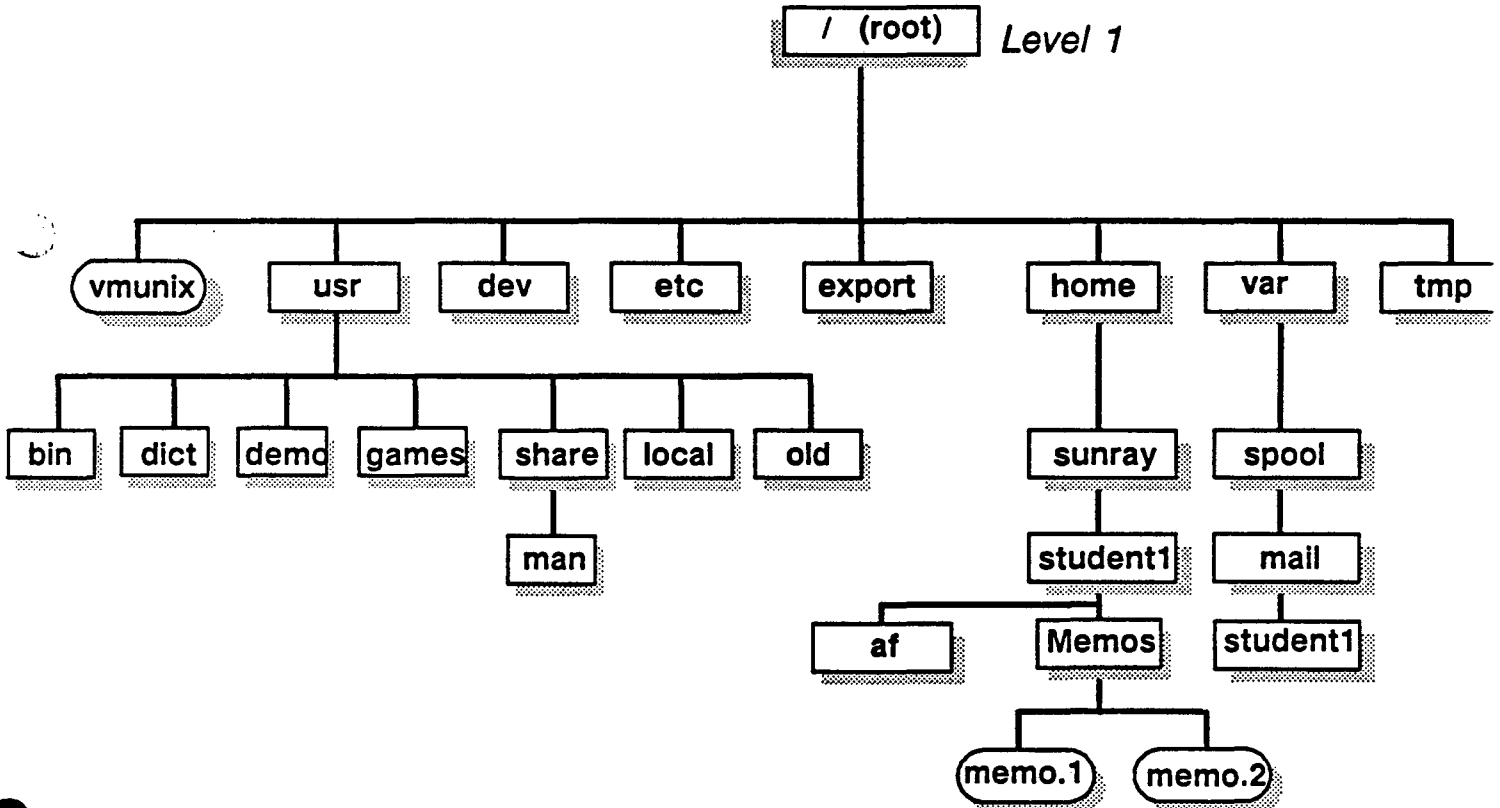 / (root) Level 1
vmunix usr dev etc export home var tmp
bin dict demo games share local old sunray spool
man student1 mail
af Memos student1
memo.1 memo.2